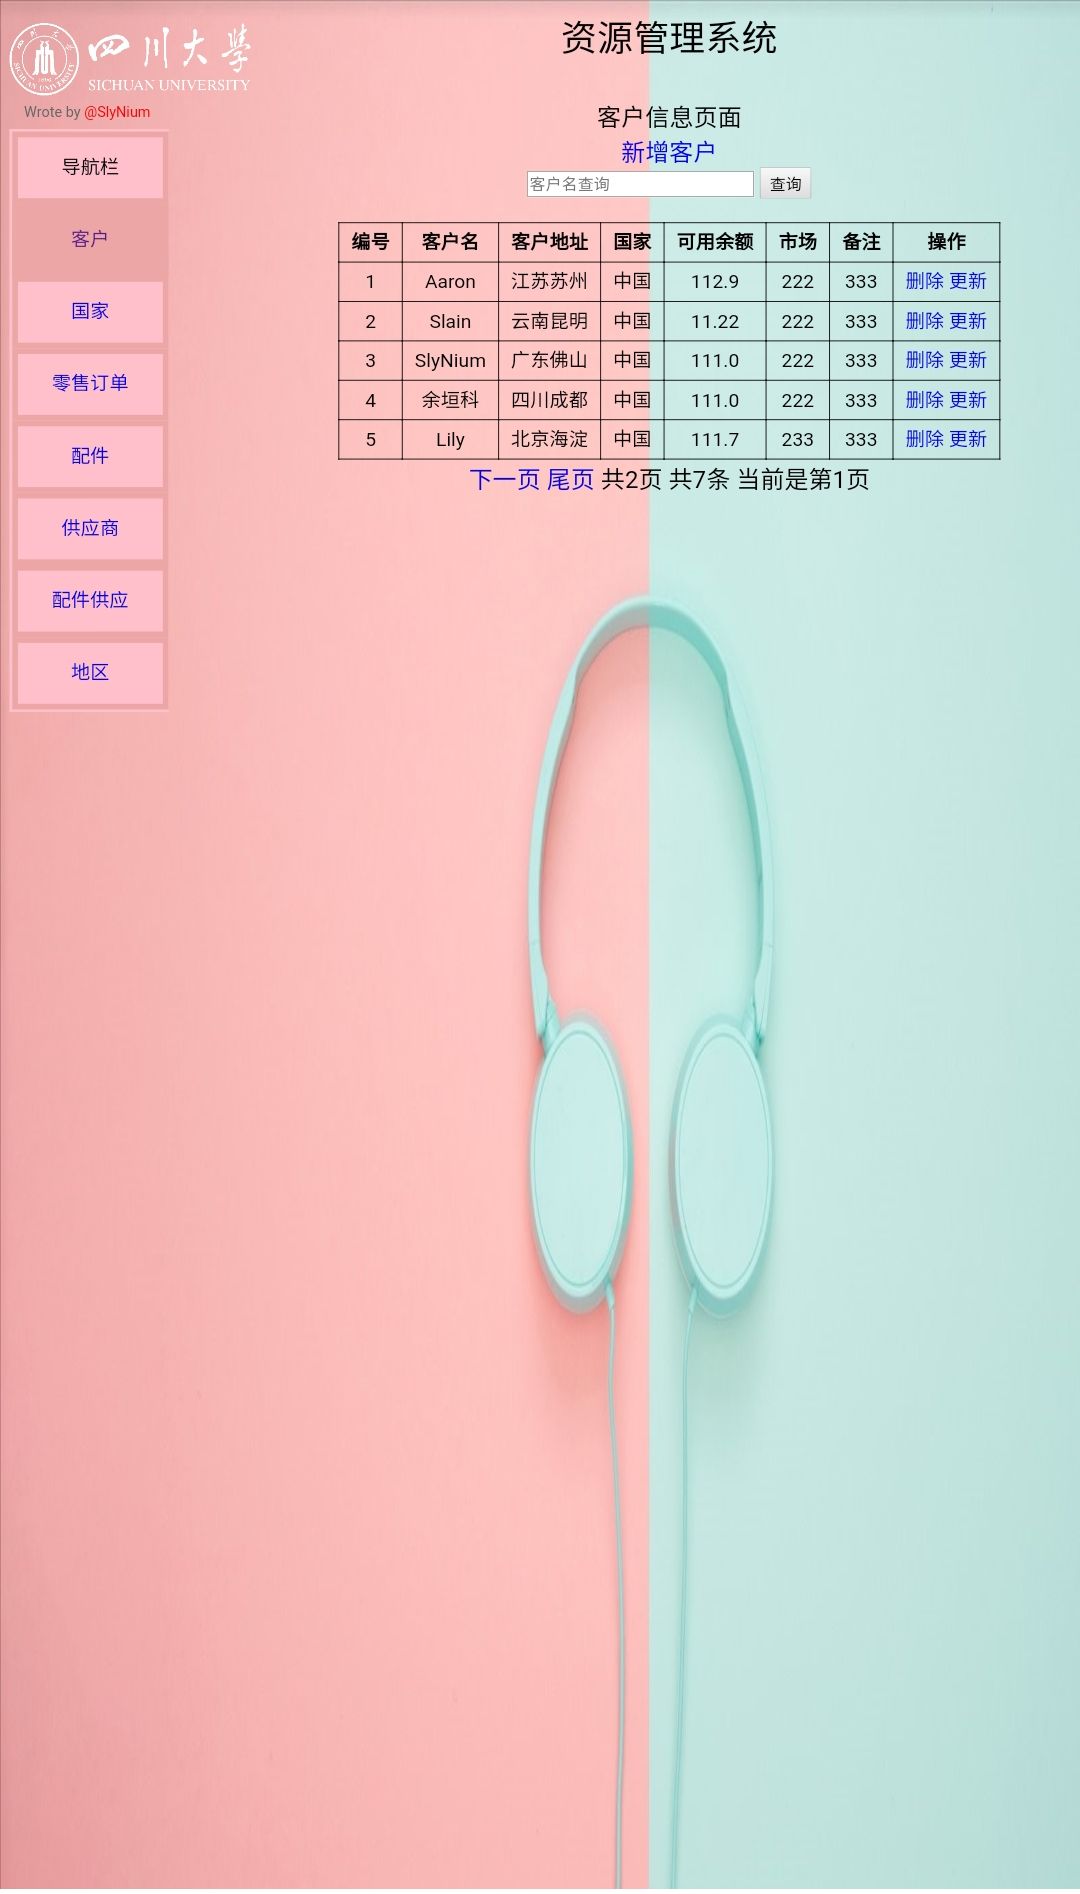 四川大學
SICHUAN UNIVERSITY
Wrote by @SlyNium
资源管理系统
客户信息页面
新增客户
客户名查询 查询
导航栏
客户
国家
零售订单
配件
供应商
配件供应
地区
编号 客户名 客户地址 国家 可用余额 市场 备注 操作
1 Aaron 江苏苏州 中国 112.9 222 333 删除 更新
2 Slain 云南昆明 中国 11.22 222 333 删除 更新
3 SlyNium 广东佛山 中国 111.0 222 333 删除 更新
4 余垣科 四川成都 中国 111.0 222 333 删除 更新
5 Lily 北京海淀 中国 111.7 233 333 删除 更新
下一页 尾页 共2页 共7条 当前是第1页